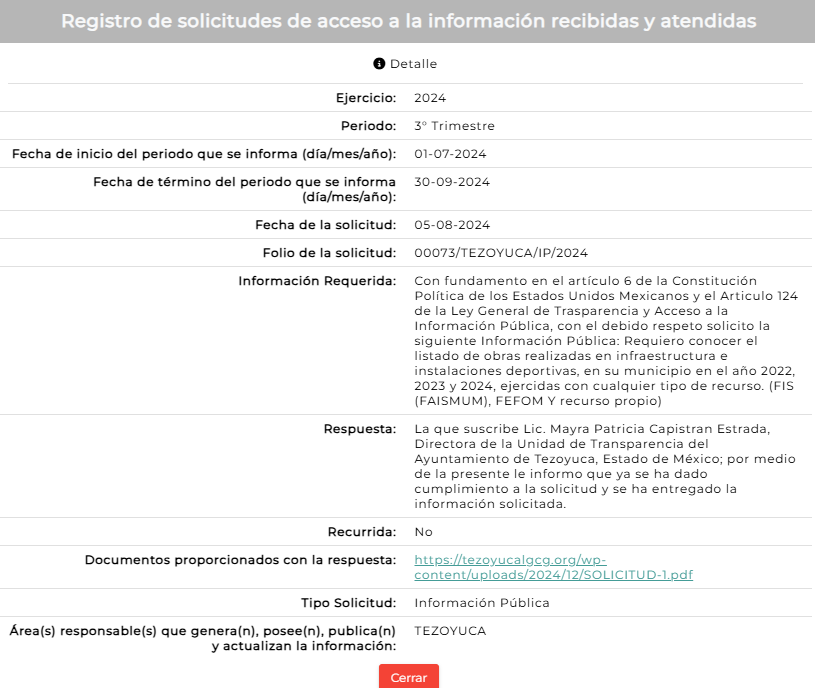 Registro de solicitudes de acceso a la información recibidas y atendidas
Detalle
Ejercicio: 2024
Periodo: 3° Trimestre
Fecha de inicio del periodo que se informa (día/mes/año): 01-07-2024
Fecha de término del periodo que se informa (día/mes/año): 30-09-2024
Fecha de la solicitud: 05-08-2024
Folio de la solicitud: 00073/TEZOYUCA/IP/2024
Información Requerida: Con fundamento en el artículo 6 de la Constitución
Política de los Estados Unidos Mexicanos y el Articulo 124
de la Ley General de Trasparencia y Acceso a la
Información Pública, con el debido respeto solicito la
siguiente Información Pública: Requiero conocer el
listado de obras realizadas en infraestructura e
instalaciones deportivas, en su municipio en el año 2022,
2023 y 2024, ejercidas con cualquier tipo de recurso. (FIS
(FAISMUM), FEFOM Y recurso propio)
Respuesta: La que suscribe Lic. Mayra Patricia Capistran Estrada,
Directora de la Unidad de Transparencia del
Ayuntamiento de Tezoyuca, Estado de México; por medio
de la presente le informo que ya se ha dado
cumplimiento a la solicitud y se ha entregado la
información solicitada.
Recurrida: No
Documentos proporcionados con la respuesta: https://tezoyucalgcg.org/wp-
content/uploads/2024/12/SOLICITUD-1.pdf
Tipo Solicitud: Información Pública
Área(s) responsable(s) que genera(n), posee(n), publica(n) y actualizan la información: TEZOYUCA
Cerrar